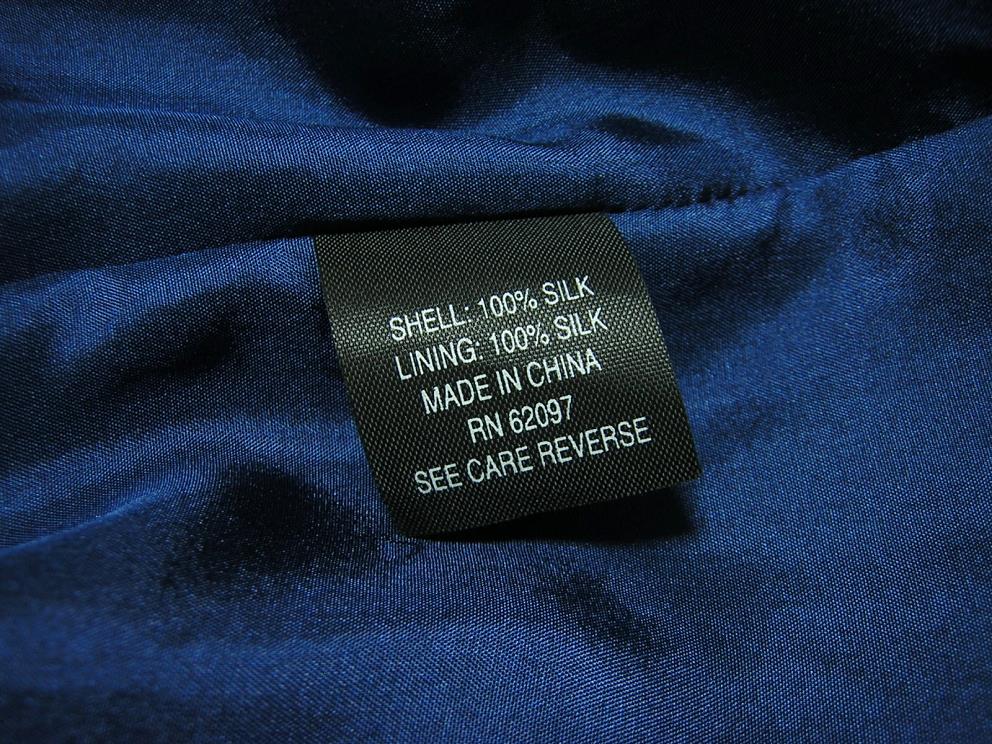 SHELL: 100% SILK
LINING: 100% SILK
MADE IN CHINA
RN 62097
SEE CARE REVERSE